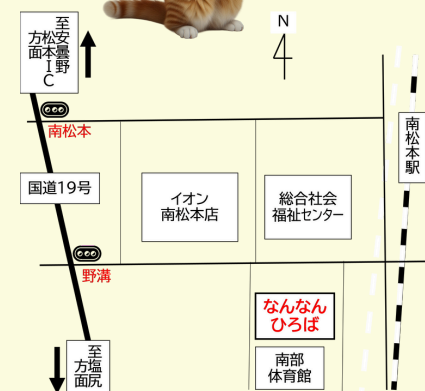 至安曇野
松本IC
方面
N
南松本
南松本駅
国道19号
イオン
南松本店
総合社会
福祉センター
野溝
なんなん
ひろば
南部
体育館
至塩尻
方面